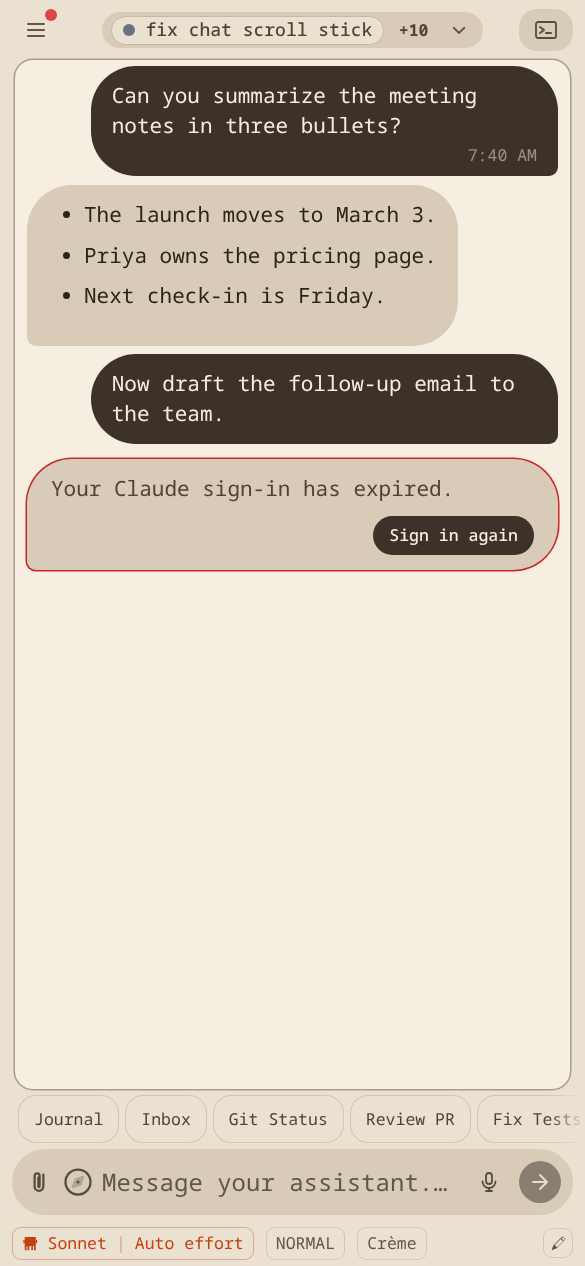 fix chat scroll stick +10
Can you summarize the meeting
notes in three bullets?
7:40 AM
• The launch moves to March 3.
• Priya owns the pricing page.
• Next check-in is Friday.
Now draft the follow-up email to
the team.
Your Claude sign-in has expired.
Sign in again
Journal Inbox Git Status Review PR Fix Tests
Message your assistant.…
Sonnet | Auto effort NORMAL Crème